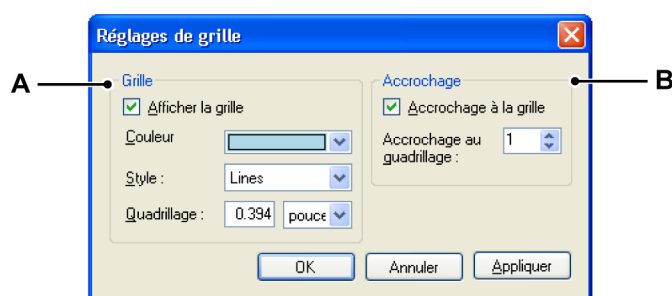 Réglages de grille
A
B
Grille
Afficher la grille
Couleur
Style :
Lines
Quadrillage :
0.394
pouce
Accrochage
Accrochage à la grille
Accrochage au
quadrillage :
1
OK
Annuler
Appliquer